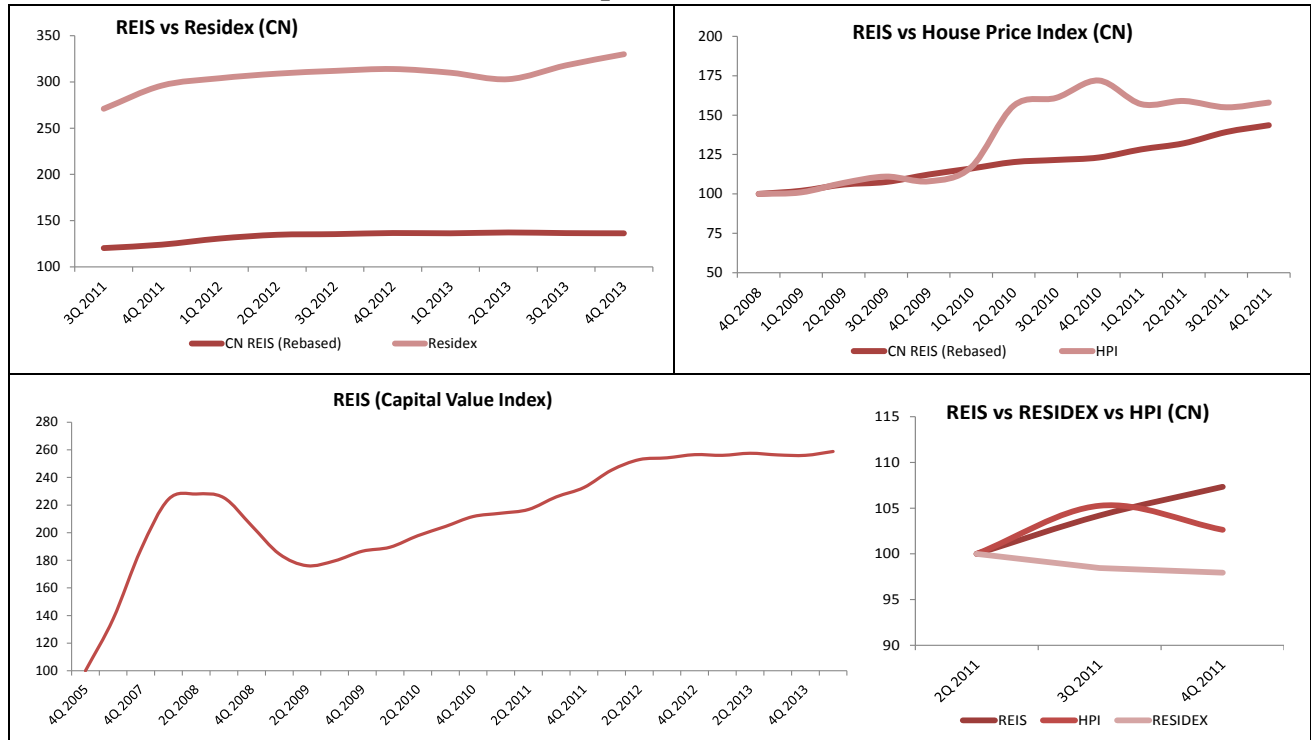 REIS vs Residex (CN)
350
300
250
200
150
100
3Q 2011
4Q 2011
1Q 2012
2Q 2012
3Q 2012
4Q 2012
1Q 2013
2Q 2013
3Q 2013
4Q 2013
CN REIS (Rebased)
Residex
REIS vs House Price Index (CN)
200
175
150
125
100
75
50
4Q 2008
1Q 2009
2Q 2009
3Q 2009
4Q 2009
1Q 2010
2Q 2010
3Q 2010
4Q 2010
1Q 2011
2Q 2011
3Q 2011
4Q 2011
CN REIS (Rebased)
HPI
REIS (Capital Value Index)
280
260
240
220
200
180
160
140
120
100
4Q 2005
4Q 2007
2Q 2008
4Q 2008
2Q 2009
4Q 2009
2Q 2010
4Q 2010
2Q 2011
4Q 2011
2Q 2012
4Q 2012
2Q 2013
4Q 2013
REIS vs RESIDEX vs HPI (CN)
115
110
105
100
95
90
2Q 2011
3Q 2011
4Q 2011
REIS
HPI
RESIDEX